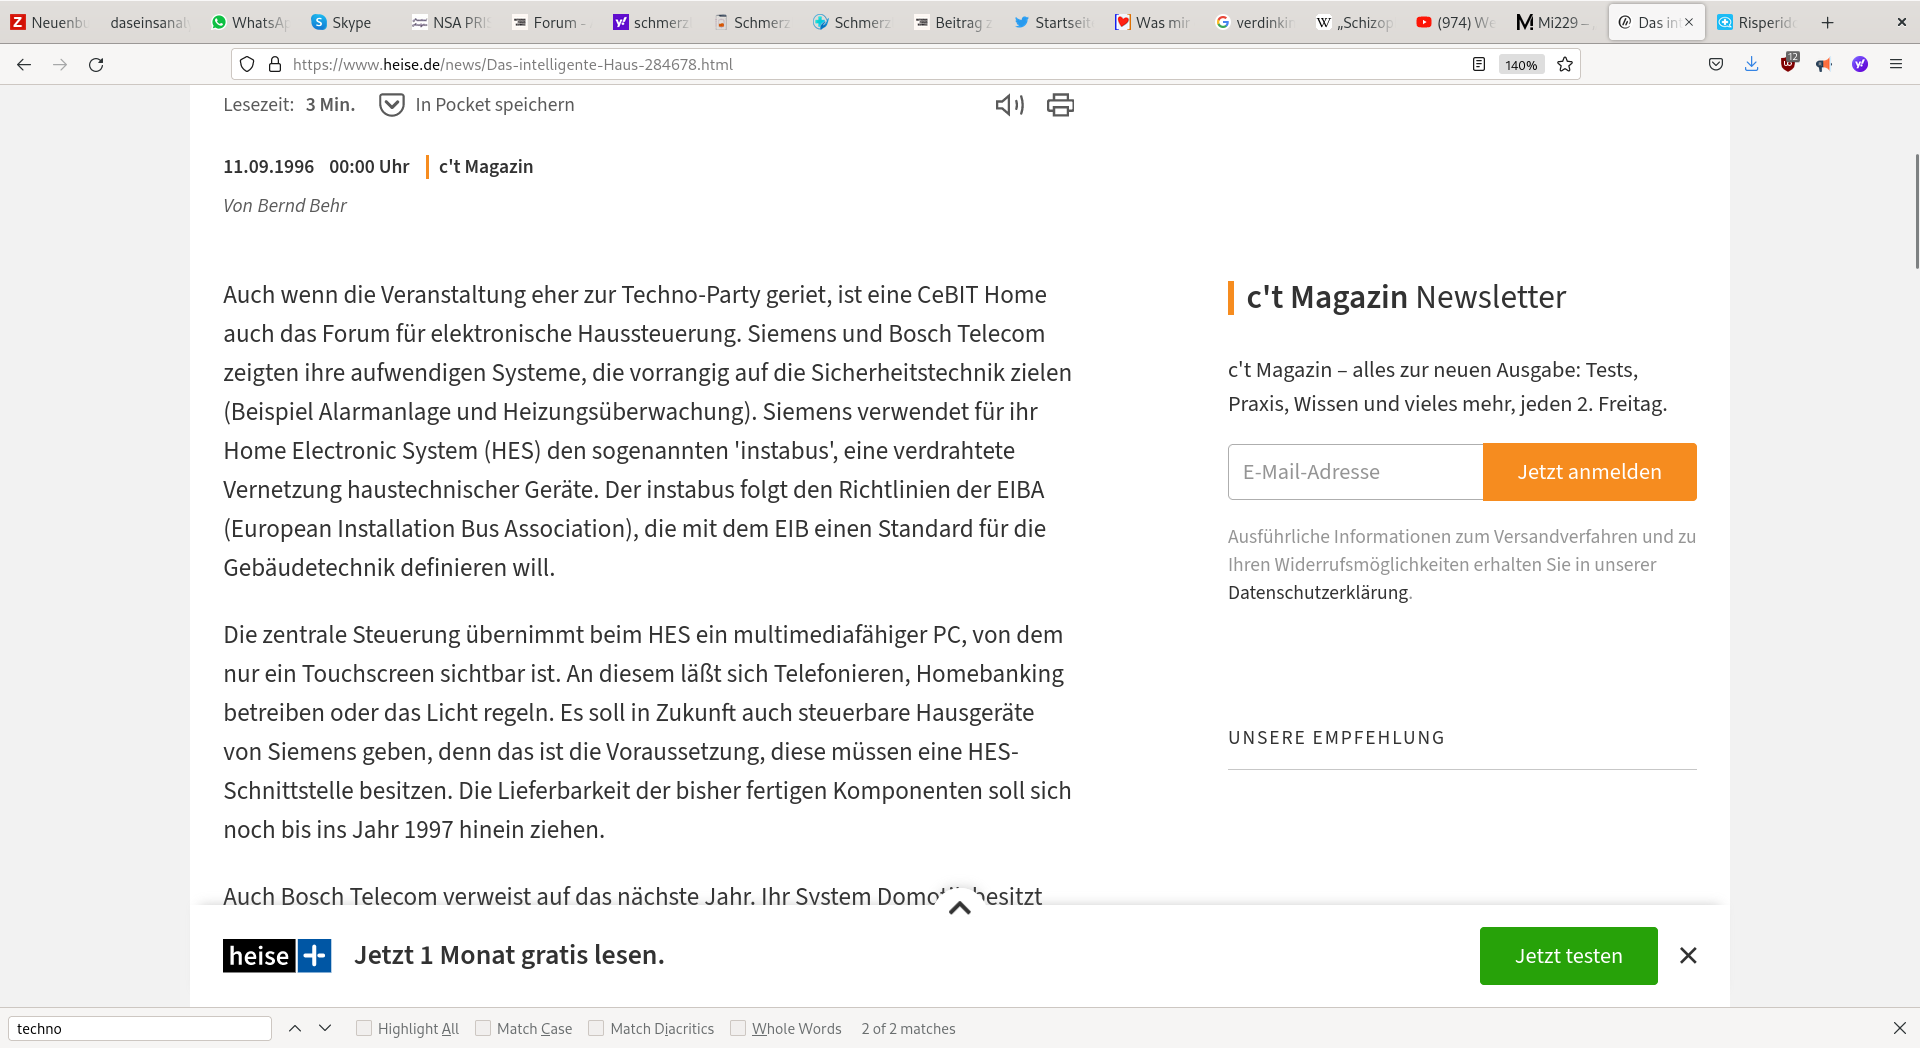 Neuenbu
daseinsanal
WhatsAp
Skype
NSA PRIS
Forum -
schmerz
Schmerz
Schmerz
Beitrag z
Startseit
Was mir
verdinkin
„Schizop
(974) We
Mi229 –
Das int
Risperido
https://www.heise.de/news/Das-intelligente-Haus-284678.html
140%
12
Lesezeit: 3 Min. In Pocket speichern
11.09.1996 00:00 Uhr c't Magazin
Von Bernd Behr
Auch wenn die Veranstaltung eher zur Techno-Party geriet, ist eine CeBIT Home
auch das Forum für elektronische Haussteuerung. Siemens und Bosch Telecom
zeigten ihre aufwendigen Systeme, die vorrangig auf die Sicherheitstechnik zielen
(Beispiel Alarmanlage und Heizungsüberwachung). Siemens verwendet für ihr
Home Electronic System (HES) den sogenannten 'instabus', eine verdrahtete
Vernetzung haustechnischer Geräte. Der instabus folgt den Richtlinien der EIBA
(European Installation Bus Association), die mit dem EIB einen Standard für die
Gebäudetechnik definieren will.
Die zentrale Steuerung übernimmt beim HES ein multimediafähiger PC, von dem
nur ein Touchscreen sichtbar ist. An diesem läßt sich Telefonieren, Homebanking
betreiben oder das Licht regeln. Es soll in Zukunft auch steuerbare Hausgeräte
von Siemens geben, denn das ist die Voraussetzung, diese müssen eine HES-
Schnittstelle besitzen. Die Lieferbarkeit der bisher fertigen Komponenten soll sich
noch bis ins Jahr 1997 hinein ziehen.
Auch Bosch Telecom verweist auf das nächste Jahr. Ihr System besitzt
c't Magazin Newsletter
c't Magazin – alles zur neuen Ausgabe: Tests,
Praxis, Wissen und vieles mehr, jeden 2. Freitag.
E-Mail-Adresse
Jetzt anmelden
Ausführliche Informationen zum Versandverfahren und zu
Ihren Widerrufsmöglichkeiten erhalten Sie in unserer
Datenschutzerklärung.
UNSERE EMPFEHLUNG
heise+
Jetzt 1 Monat gratis lesen.
Jetzt testen
techno
Highlight All
Match Case
Match Diacritics
Whole Words
2 of 2 matches